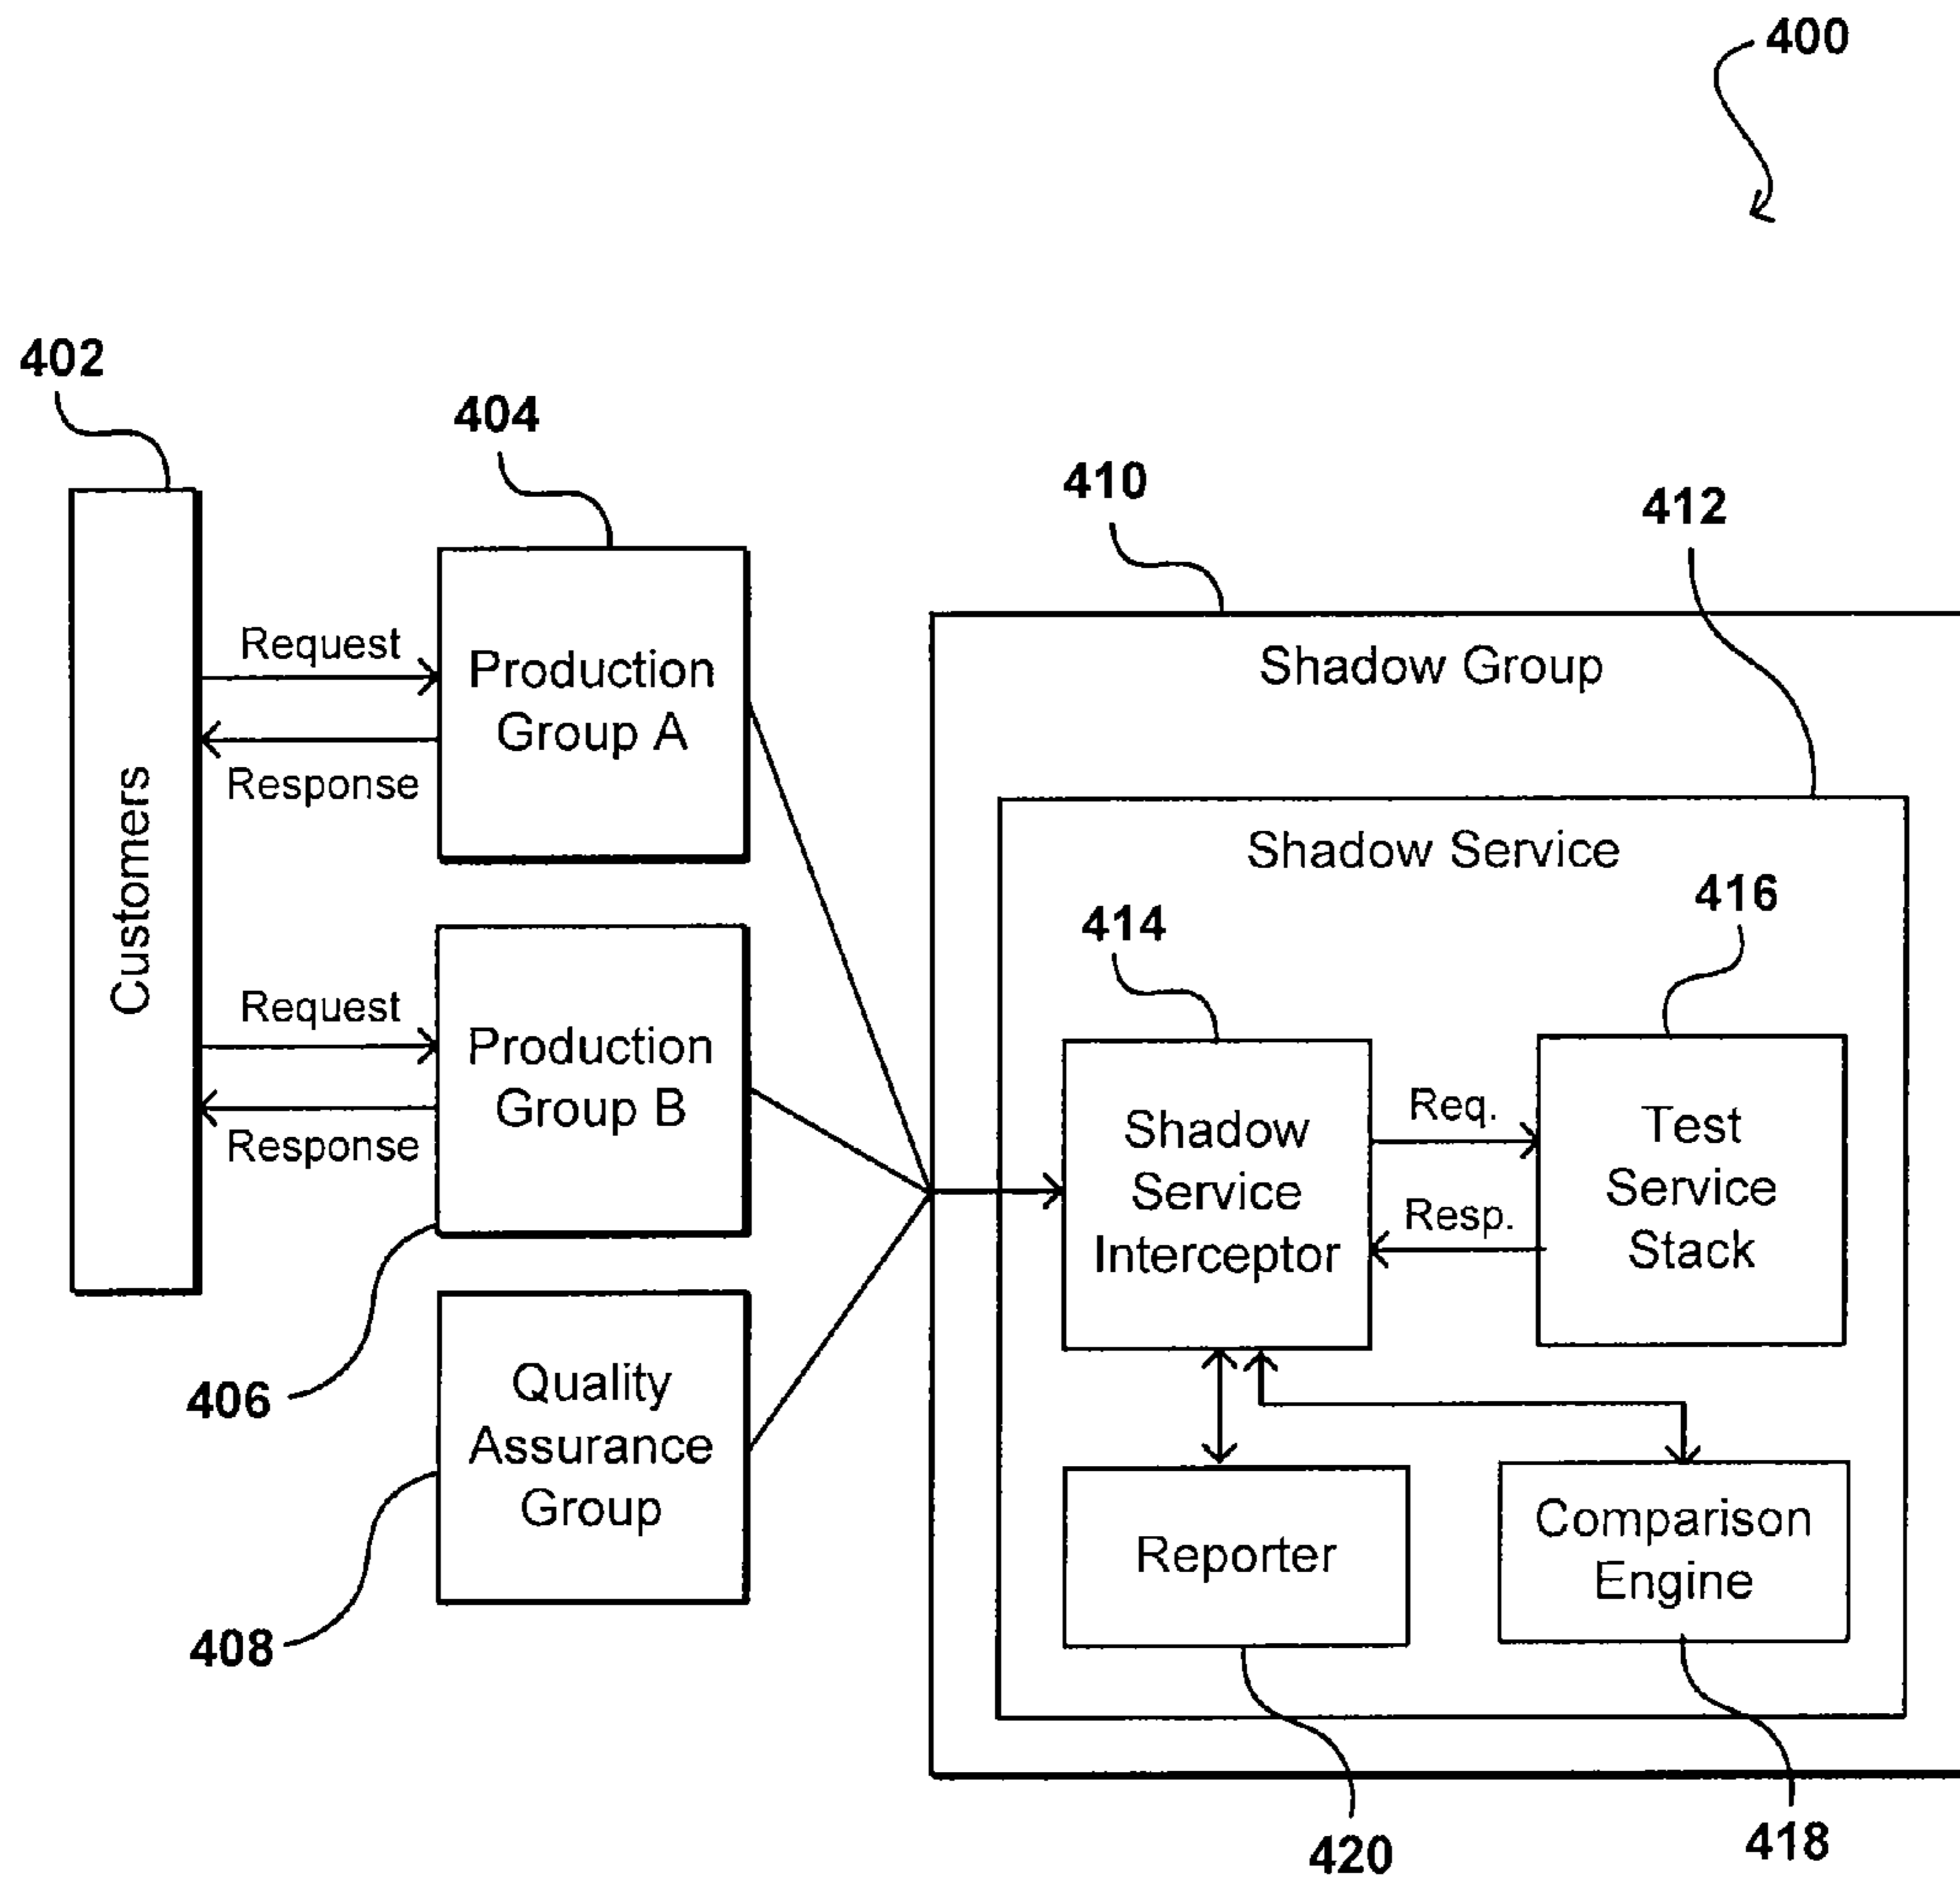 400
402
404
410
412
Request
Production
Group A
Response
Shadow Group
Customers
Shadow Service
414
416
Request
Production
Group B
Response
Shadow
Service
Interceptor
Req.
Resp.
Test
Service
Stack
406
Quality
Assurance
Group
408
Reporter
Comparison
Engine
420
418